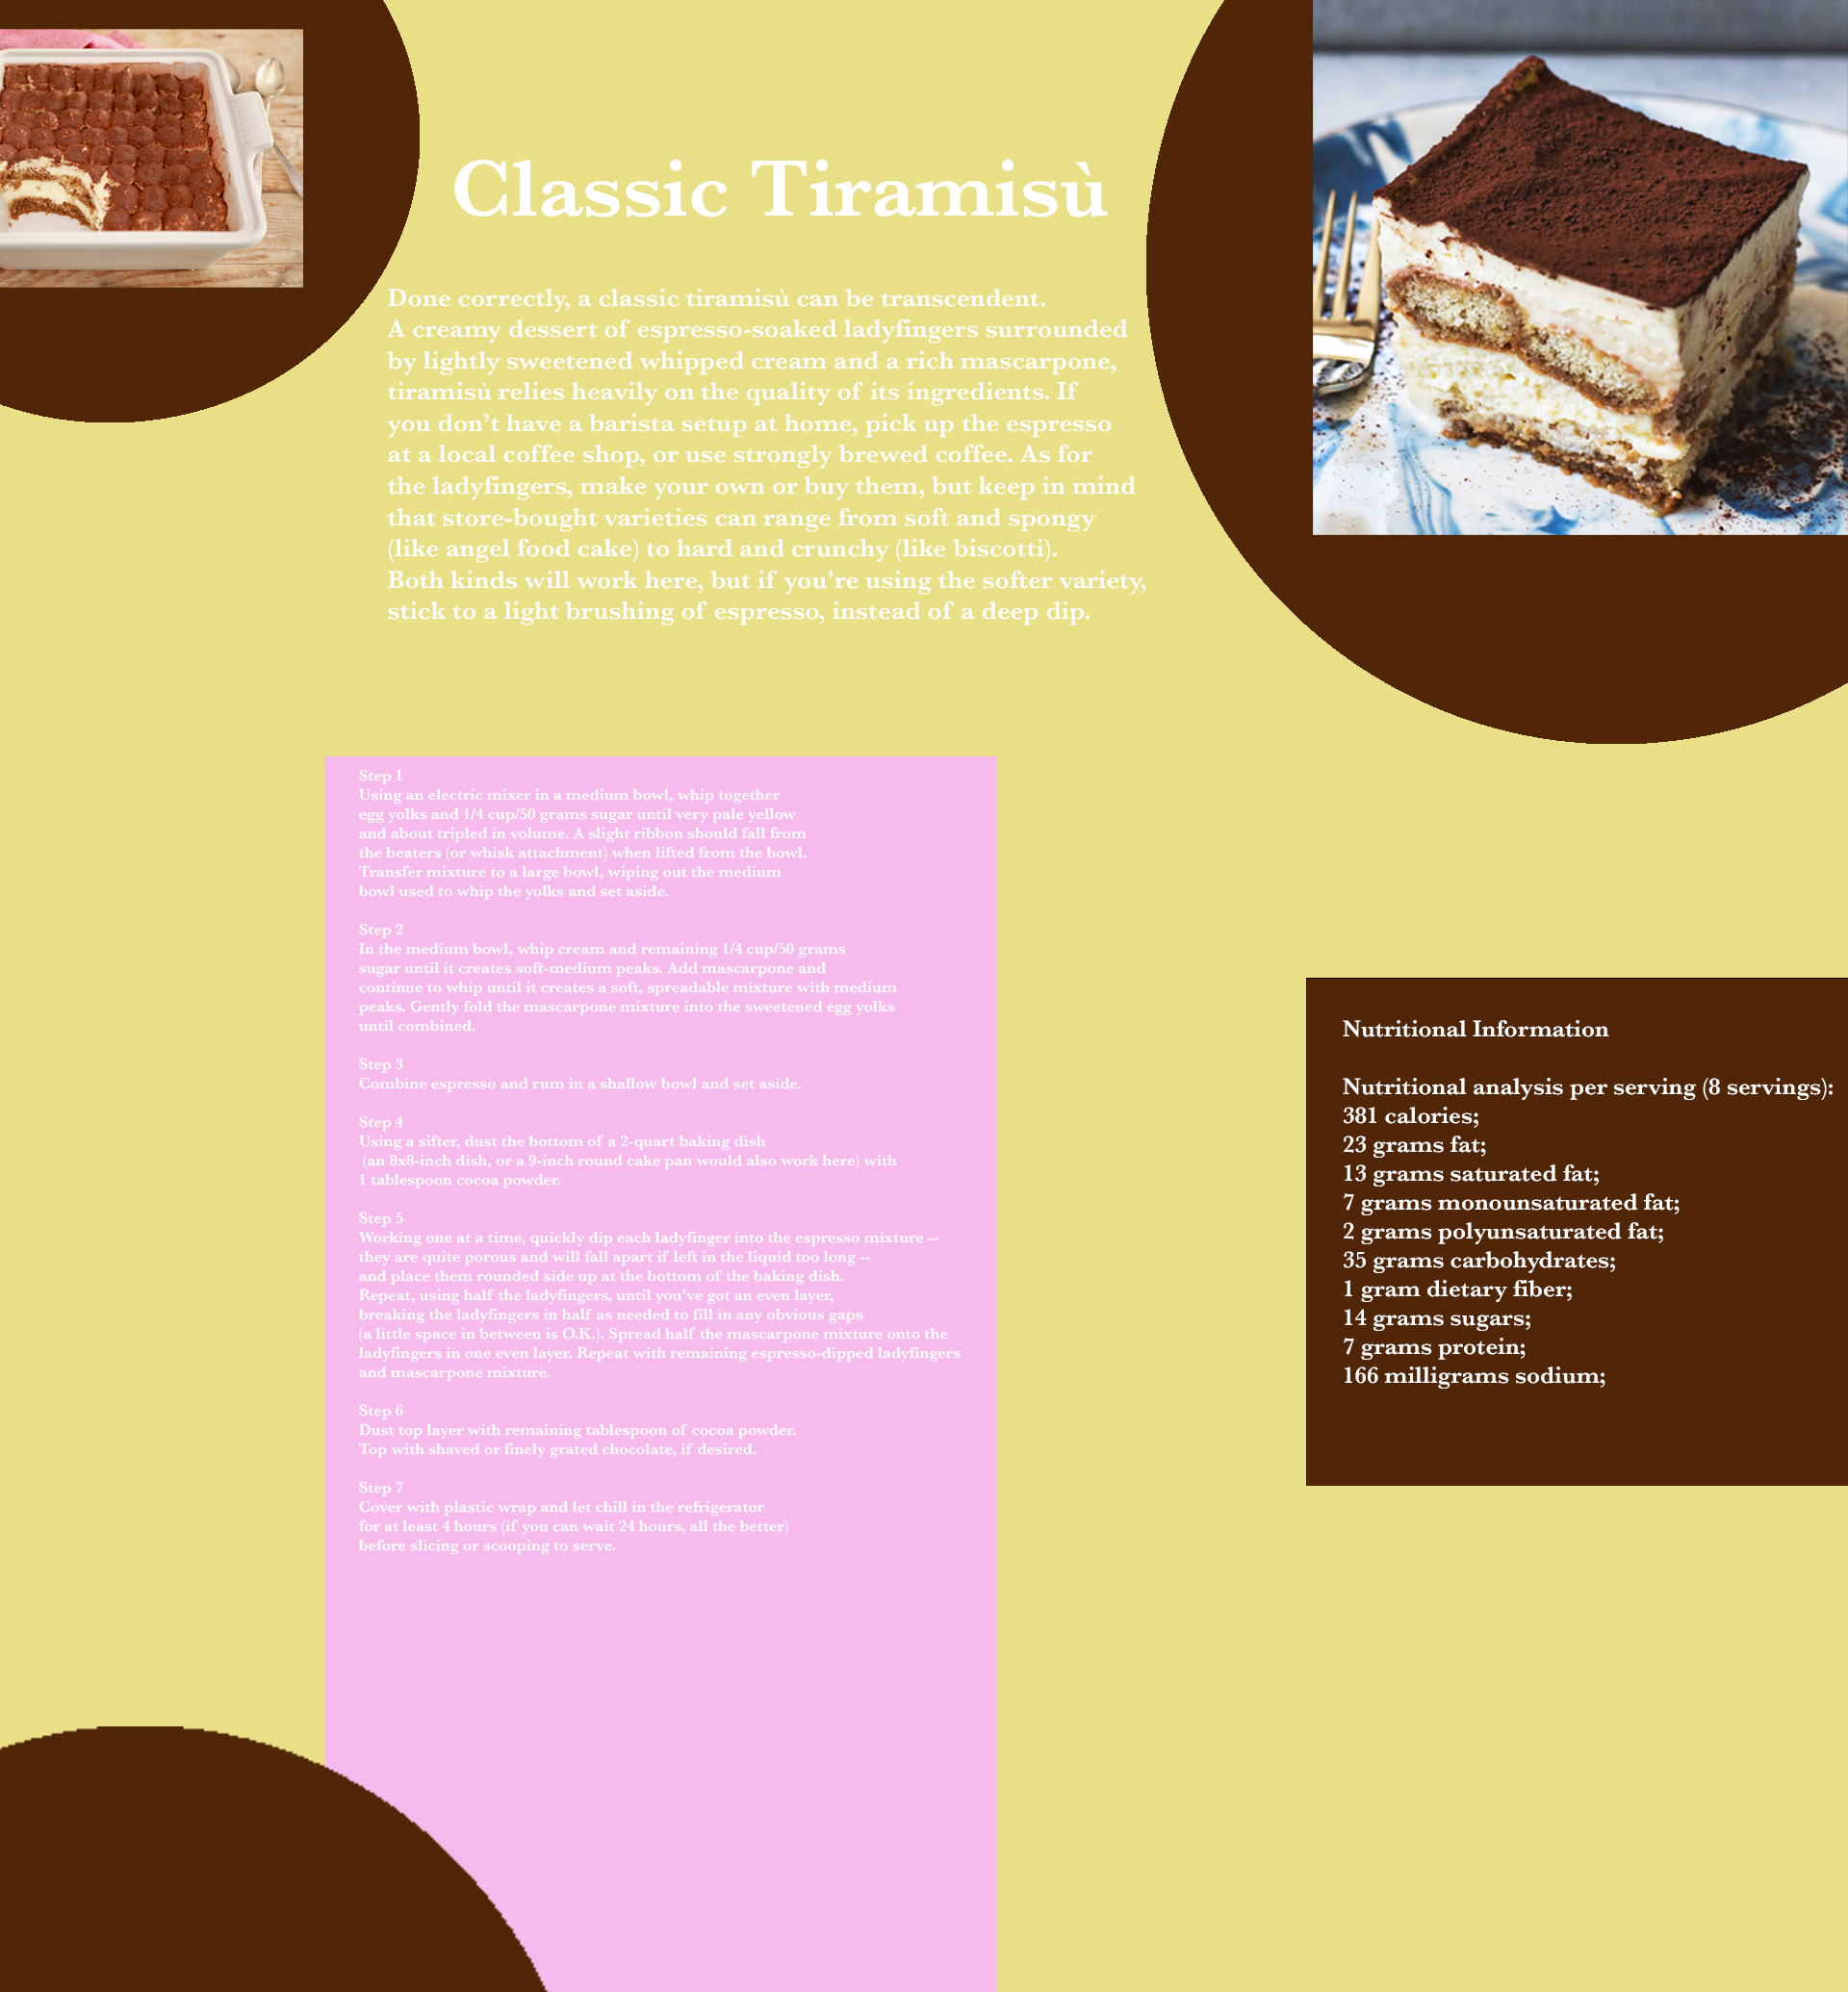 Classic Tiramisù
Done correctly, a classic tiramisù can be transcendent.
A creamy dessert of espresso-soaked ladyfingers surrounded
by lightly sweetened whipped cream and a rich mascarpone,
tiramisù relies heavily on the quality of its ingredients. If
you don’t have a barista setup at home, pick up the espresso
at a local coffee shop, or use strongly brewed coffee. As for
the ladyfingers, make your own or buy them, but keep in mind
that store-bought varieties can range from soft and spongy
(like angel food cake) to hard and crunchy (like biscotti).
Both kinds will work here, but if you're using the softer variety,
stick to a light brushing of espresso, instead of a deep dip.
Step 1
Using an electric mixer in a medium bowl, whip together
egg yolks and 1/4 cup/50 grams sugar until very pale yellow
and about tripled in volume. A slight ribbon should fall from
the beaters (or whisk attachment) when lifted from the bowl.
Transfer mixture to a large bowl, wiping out the medium
bowl used to whip the yolks and set aside.
Step 2
In the medium bowl, whip cream and remaining 1/4 cup/50 grams
sugar until it creates soft-medium peaks. Add mascarpone and
continue to whip until it creates a soft, spreadable mixture with medium
peaks. Gently fold the mascarpone mixture into the sweetened egg yolks
until combined.
Step 3
Combine espresso and rum in a shallow bowl and set aside.
Step 4
Using a sifter, dust the bottom of a 2-quart baking dish
(an 8x8-inch dish, or a 9-inch round cake pan would also work here) with
1 tablespoon cocoa powder.
Step 5
Working one at a time, quickly dip each ladyfinger into the espresso mixture --
they are quite porous and will fall apart if left in the liquid too long --
and place them rounded side up at the bottom of the baking dish.
Repeat, using half the ladyfingers, until you’ve got an even layer,
breaking the ladyfingers in half as needed to fill in any obvious gaps
(a little space in between is O.K.). Spread half the mascarpone mixture onto the
ladyfingers in one even layer. Repeat with remaining espresso-dipped ladyfingers
and mascarpone mixture.
Step 6
Dust top layer with remaining tablespoon of cocoa powder.
Top with shaved or finely grated chocolate, if desired.
Step 7
Cover with plastic wrap and let chill in the refrigerator
for at least 4 hours (if you can wait 24 hours, all the better)
before slicing or scooping to serve.
Nutritional Information
Nutritional analysis per serving (8 servings):
381 calories;
23 grams fat;
13 grams saturated fat;
7 grams monounsaturated fat;
2 grams polyunsaturated fat;
35 grams carbohydrates;
1 gram dietary fiber;
14 grams sugars;
7 grams protein;
166 milligrams sodium;